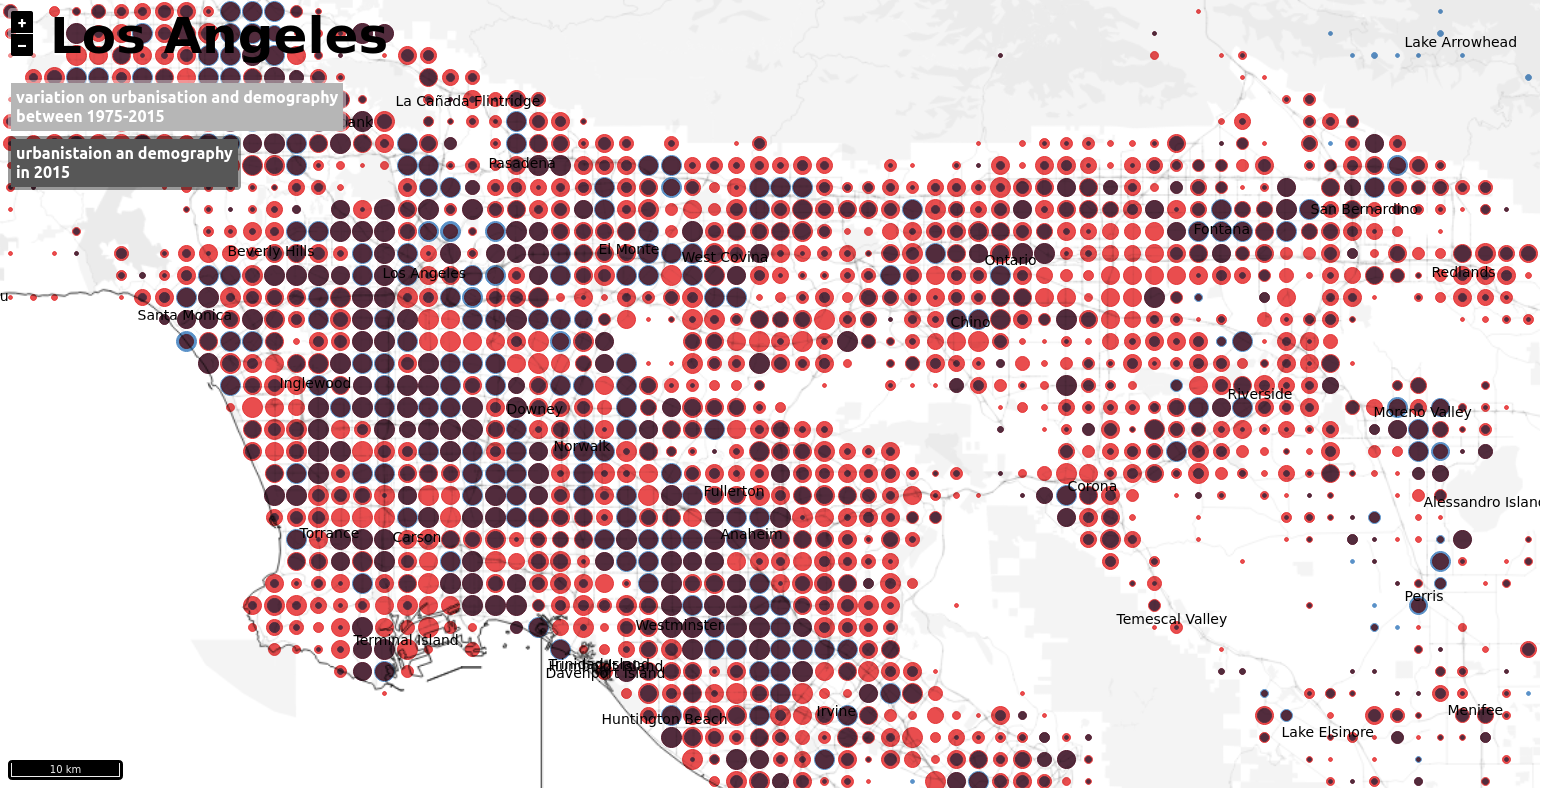 +
−
Los Angeles
Lake Arrowhead
variation on urbanisation and demography
between 1975-2015
La Cañada Flintridge
ank
urbanistaion an demography
in 2015
Pasadena
San Bernardino
Fontana
Beverly Hills
El Monte
West Covina
Ontario
Los Angeles
Redlands
u
Santa Monica
Chino
Inglewood
Riverside
Downey
Moreno Valley
Norwalk
Corona
Fullerton
Alessandro Island
Torrance
Carson
Anaheim
Perris
Temescal Valley
Westminster
Terminal Island
Trinidad Island
Humboldt Island
Davenport Island
Irvine
Menifee
Huntington Beach
Lake Elsinore
10 km